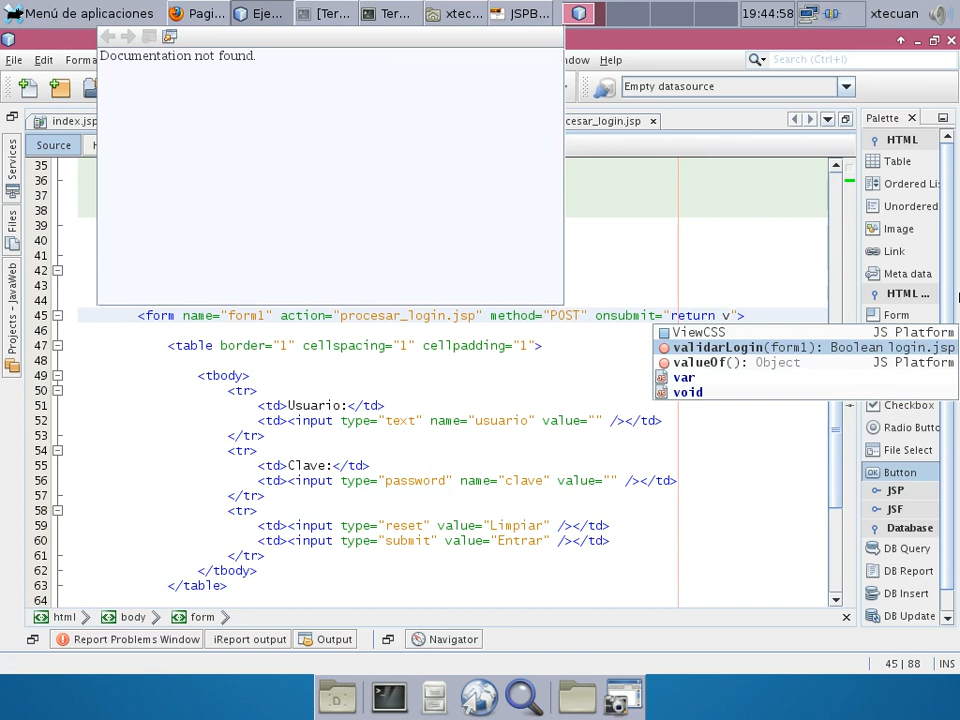 Menú de aplicaciones
Pagi...
Eje...
[Ter...
Ter...
xtec...
JSPB...
19:44:58
xtecuan
File
Edit
Forma
ndow
Help
Search (Ctrl+I)
Documentation not found.
Empty datasource
index.jsp
cesar_login.jsp
Palette
Source
H
HTML
Table
Ordered Lis
Unordered
Image
Link
Meta data
HTML ...
Form
Checkbox
Radio Butto
File Select
Button
JSP
JSF
Database
DB Query
DB Report
DB Insert
DB Update
Services
Files
Projects - JavaWeb
35
36
37
38
39
40
41
42
43
44
45 <form name="form1" action="procesar_login.jsp" method="POST" onsubmit="return v">
46
47 <table border="1" cellspacing="1" cellpadding="1">
49 <tbody>
50 <tr>
51 <td>Usuario:</td>
52 <td><input type="text" name="usuario" value="" /></td>
53 </tr>
54 <tr>
55 <td>Clave:</td>
56 <td><input type="password" name="clave" value="" /></td>
57 </tr>
58 <tr>
59 <td><input type="reset" value="Limpiar" /></td>
60 <td><input type="submit" value="Entrar" /></td>
61 </tr>
62 </tbody>
63 </table>
64
ViewCSS JS Platform
validarLogin(form1): Boolean login.jsp
valueOf(): Object JS Platform
var
void
html
body
form
Report Problems Window
iReport output
Output
Navigator
45 | 88
INS